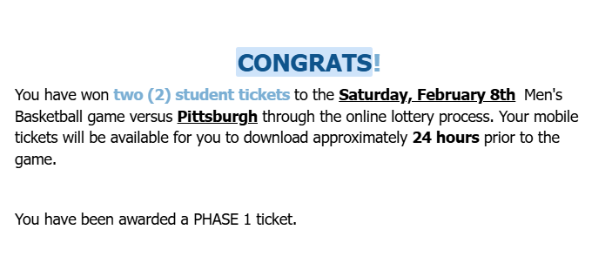 CONGRATS!
You have won two (2) student tickets to the Saturday, February 8th Men's
Basketball game versus Pittsburgh through the online lottery process. Your mobile
tickets will be available for you to download approximately 24 hours prior to the
game.
You have been awarded a PHASE 1 ticket.